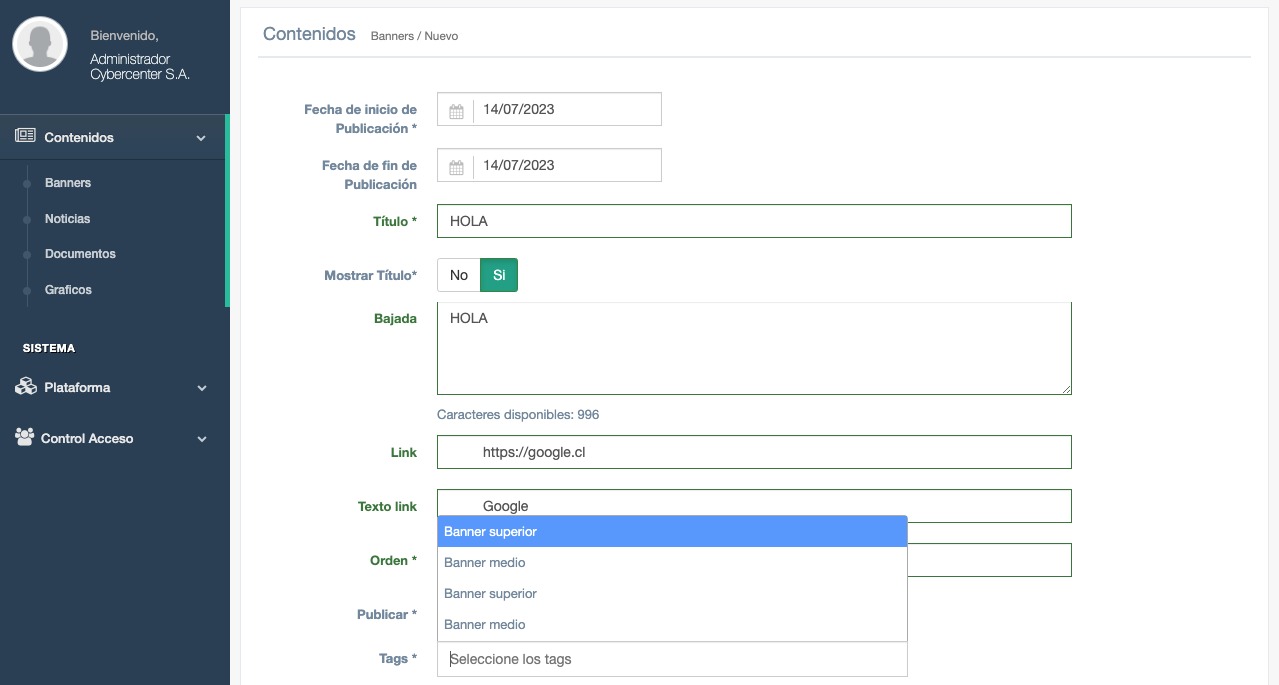 Bienvenido,
Administrador
Cybercenter S.A.
Contenidos
Banners
Noticias
Documentos
Graficos
SISTEMA
Plataforma
Control Acceso
Contenidos Banners / Nuevo
Fecha de inicio de
Publicación *
14/07/2023
Fecha de fin de
Publicación
14/07/2023
Título *
HOLA
Mostrar Título*
No Si
Bajada
HOLA
Caracteres disponibles: 996
Link
https://google.cl
Texto link
Google
Orden *
Publicar *
Banner superior
Banner medio
Banner superior
Banner medio
Tags *
Seleccione los tags